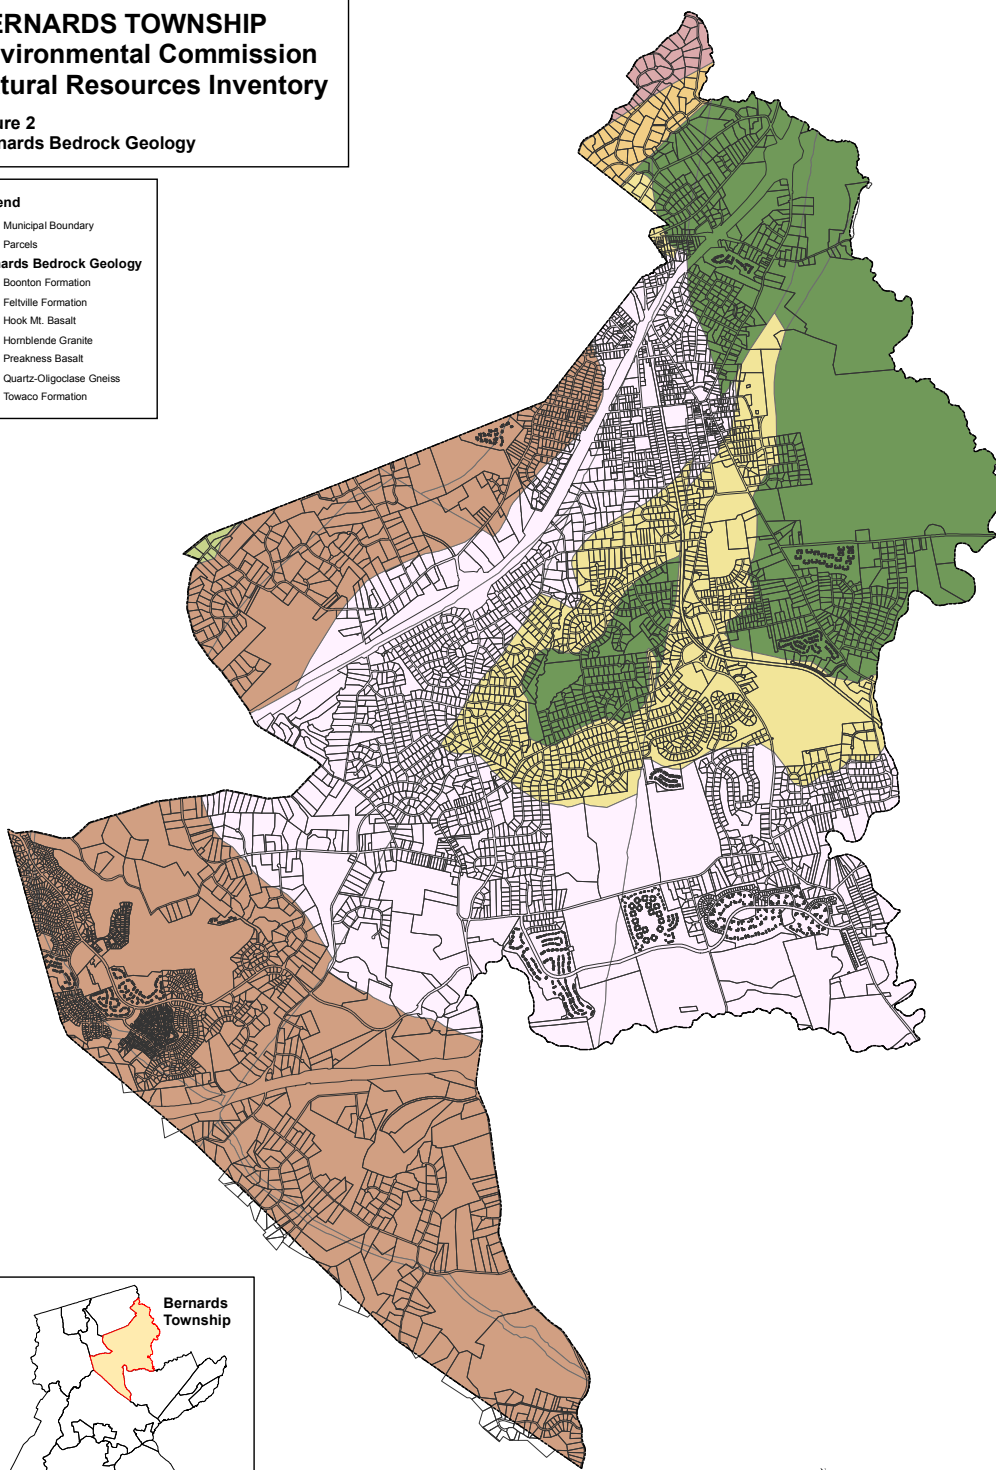 ERNARDS TOWNSHIP
vironmental Commission
tural Resources Inventory
ure 2
nards Bedrock Geology
end
Municipal Boundary
Parcels
nards Bedrock Geology
Boonton Formation
Feltville Formation
Hook Mt. Basalt
Hornblende Granite
Preakness Basalt
Quartz-Oligoclase Gneiss
Towaco Formation
Bernards
Township